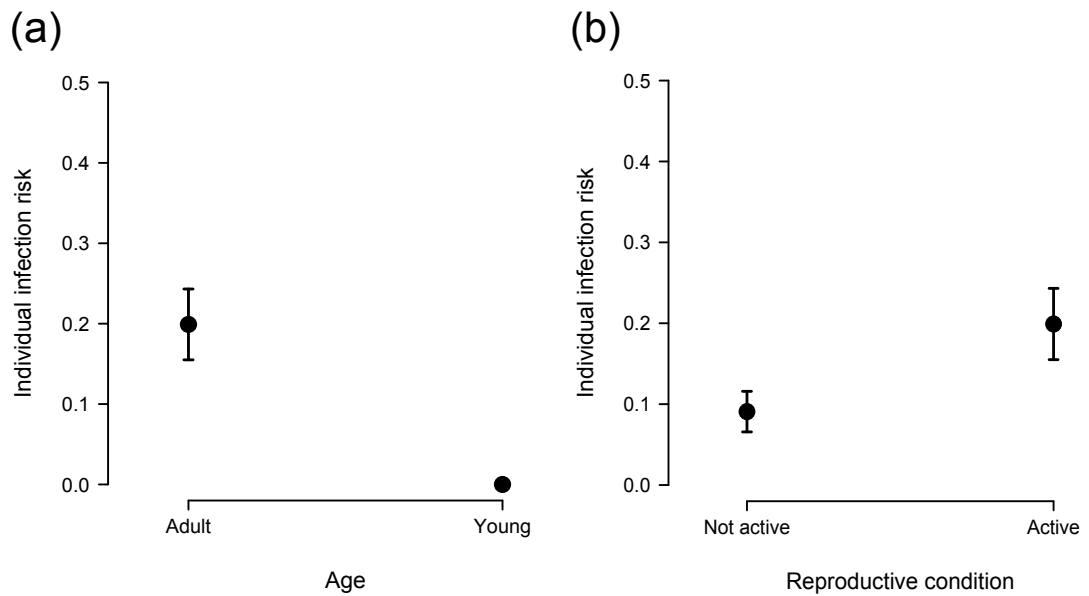 (a)
0.5
0.4
0.3
0.2
0.1
0.0
Individual infection risk
Adult
Young
Age
(b)
0.5
0.4
0.3
0.2
0.1
0.0
Individual infection risk
Not active
Active
Reproductive condition